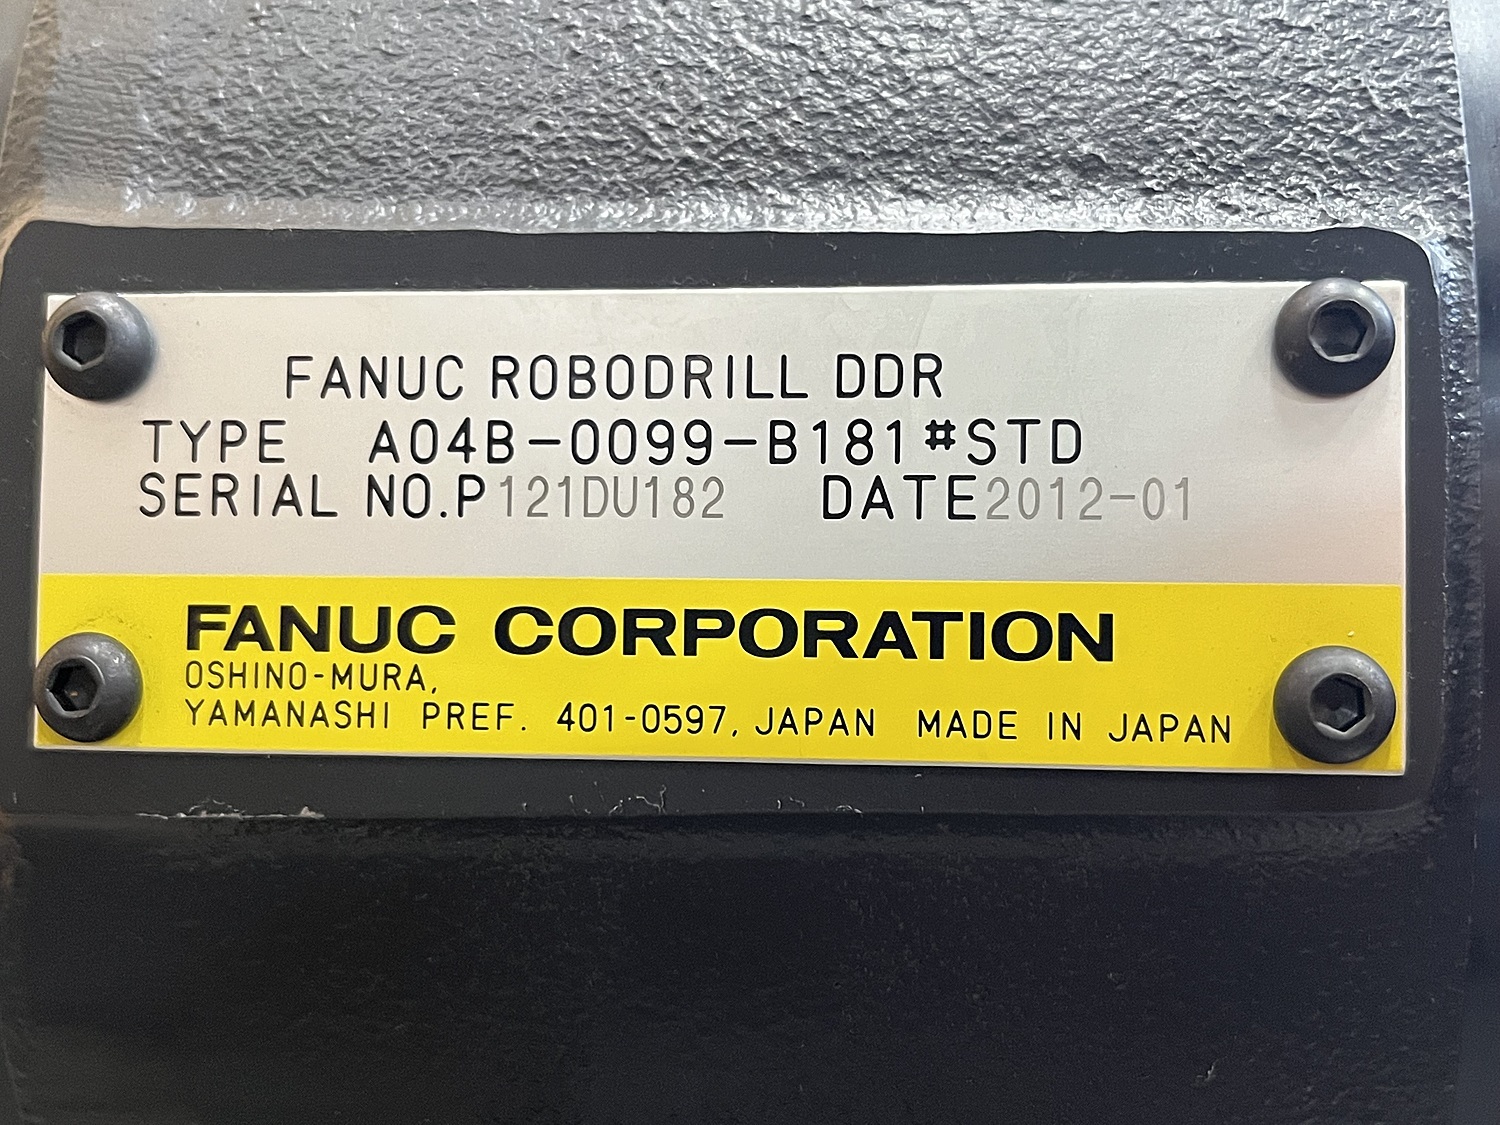 FANUC ROBODRILL DDR
TYPE A04B-0099-B181#STD
SERIAL NO.P121DU182 DATE2012-01
FANUC CORPORATION
OSHINO-MURA,
YAMANASHI PREF. 401-0597, JAPAN MADE IN JAPAN